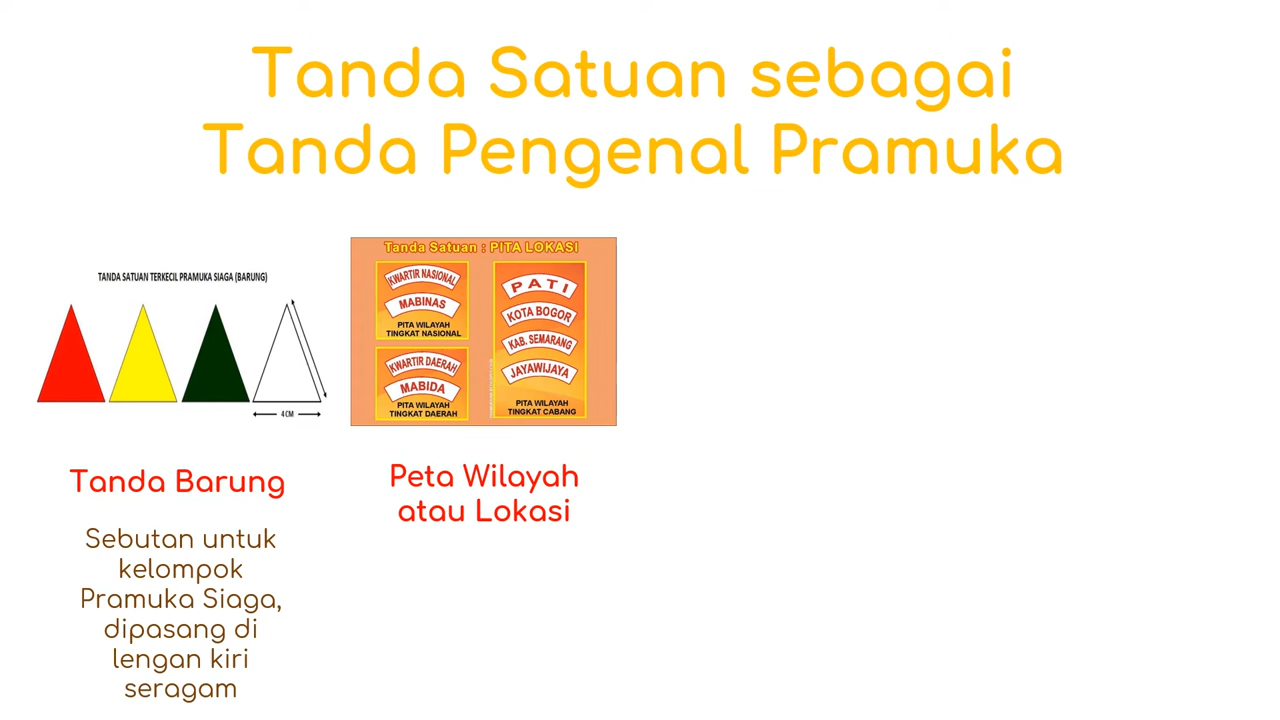 Tanda Satuan sebagai
Tanda Pengenal Pramuka
TANDA SATUAN TERKECIL PRAMUKA SIAGA (BARUNG)
4 CM
Tanda Satuan : PITA LOKASI
KWARTIR NASIONAL
MABINAS
PITA WILAYAH
TINGKAT NASIONAL
KWARTIR DAERAH
MABIDA
PITA WILAYAH
TINGKAT DAERAH
PATI
KOTA BOGOR
KAB. SEMARANG
JAYAWIJAYA
PITA WILAYAH
TINGKAT CABANG
Tanda Barung
Sebutan untuk
kelompok
Pramuka Siaga,
dipasang di
lengan kiri
seragam
Peta Wilayah
atau Lokasi